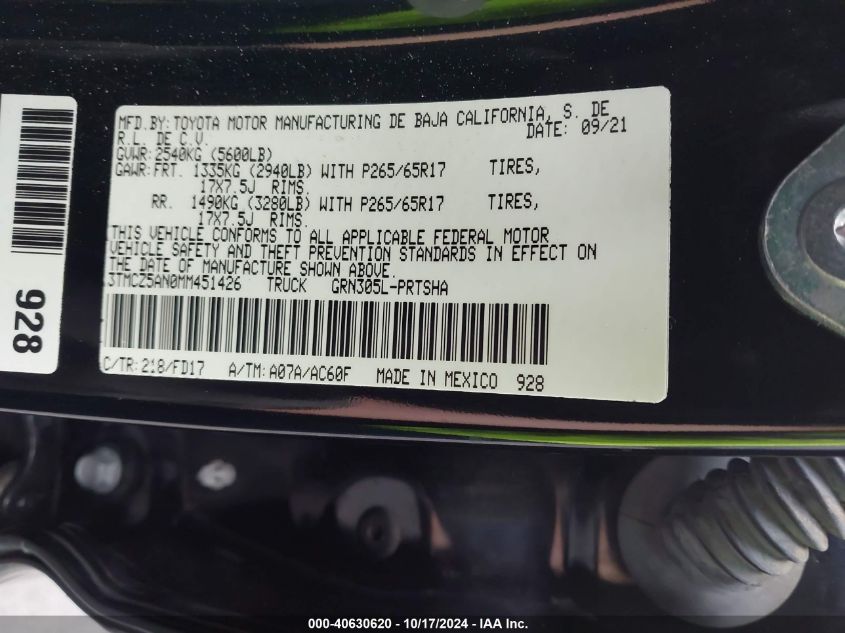 MFD.BY:TOYOTA MOTOR MANUFACTURING DE BAJA CALIFORNIA, S. DE
R.L. DE C.V. DATE: 09/21
GVWR:2540KG (5600LB)
GAWR:FRT. 1335KG (2940LB) WITH P265/65R17 TIRES,
17X7.5J RIMS.
RR. 1490KG (3280LB) WITH P265/65R17 TIRES,
17X7.5J RIMS.
THIS VEHICLE CONFORMS TO ALL APPLICABLE FEDERAL MOTOR
VEHICLE SAFETY AND THEFT PREVENTION STANDARDS IN EFFECT ON
THE DATE OF MANUFACTURE SHOWN ABOVE.
3TMCZ5AN0MM451426 TRUCK GRN305L-PRTSHA
C/TR:218/FD17 A/TM:A07A/AC60F MADE IN MEXICO 928
928
000-40630620 - 10/17/2024 - IAA Inc.